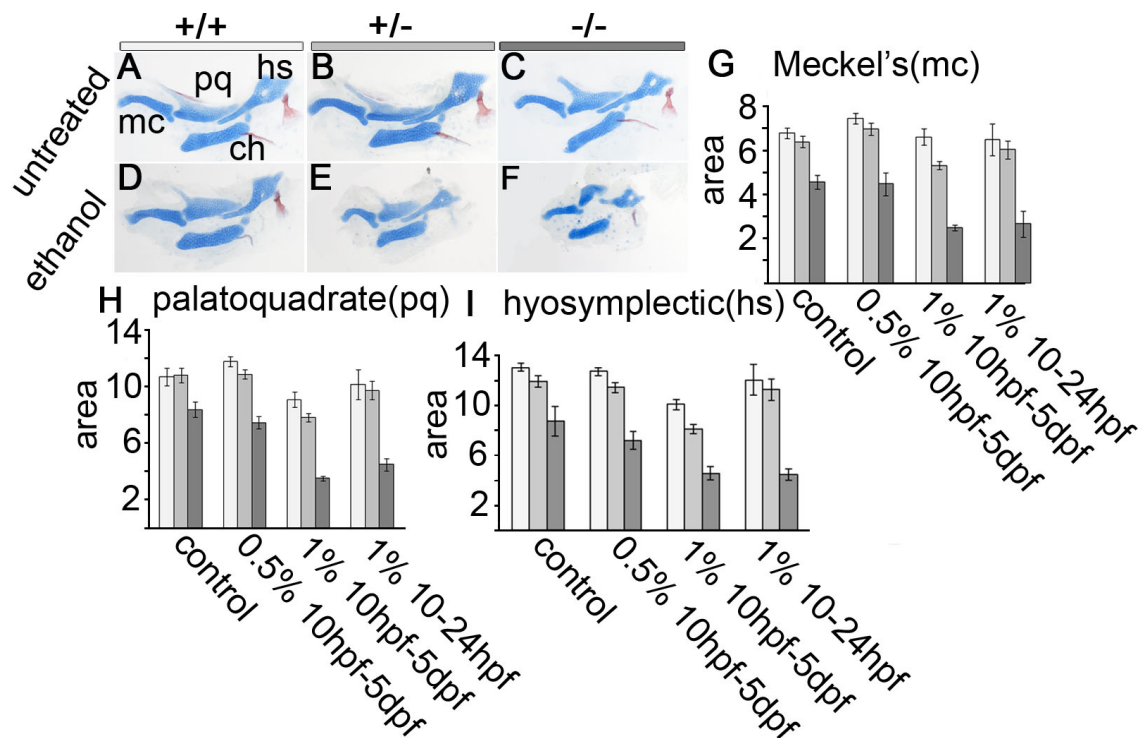 +/+ +/- -/-
untreated
A pq hs mc ch
B
C
ethanol
D
E
F
G Meckel's(mc)
area
8
6
4
2
control
0.5% 10hpf-5dpf
1% 10hpf-5dpf
1% 10-24hpf
H palatoquadrate(pq)
area
14
10
6
2
control
0.5% 10hpf-5dpf
1% 10hpf-5dpf
1% 10-24hpf
I hyosymplectic(hs)
area
14
10
6
2
control
0.5% 10hpf-5dpf
1% 10hpf-5dpf
1% 10-24hpf